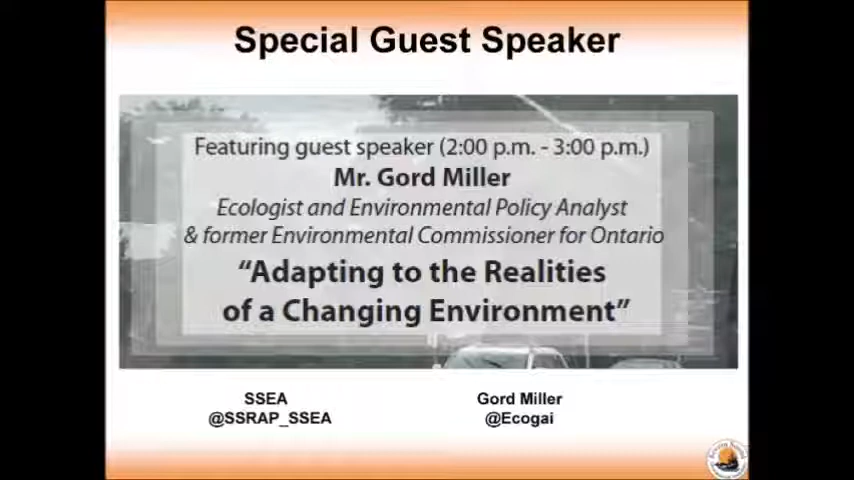 Special Guest Speaker
Featuring guest speaker (2:00 p.m. - 3:00 p.m.)
Mr. Gord Miller
Ecologist and Environmental Policy Analyst
& former Environmental Commissioner for Ontario
“Adapting to the Realities
of a Changing Environment”
SSEA
@SSRAP_SSEA
Gord Miller
@Ecogai